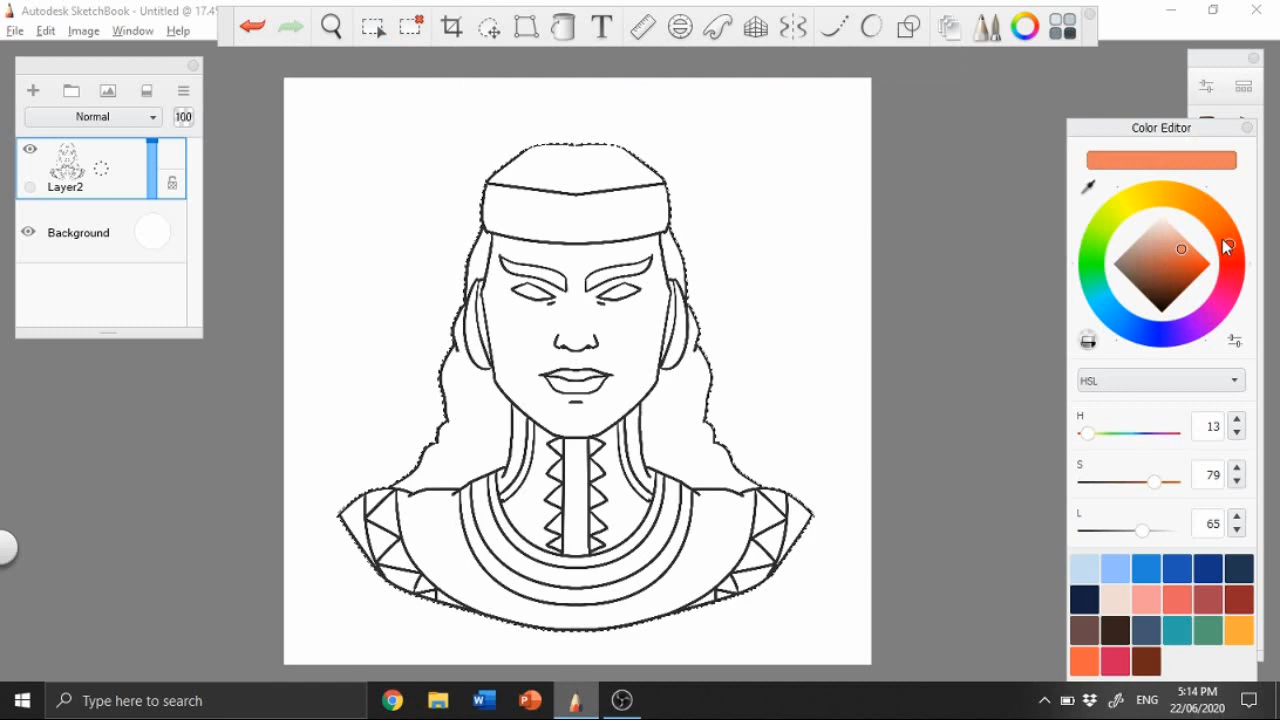 Autodesk SketchBook - Untitled @ 17.4
File Edit Image Window Help
T
Normal
100
Layer2
Background
Color Editor
HSL
H
13
S
79
L
65
Type here to search
ENG
5:14 PM
22/06/2020